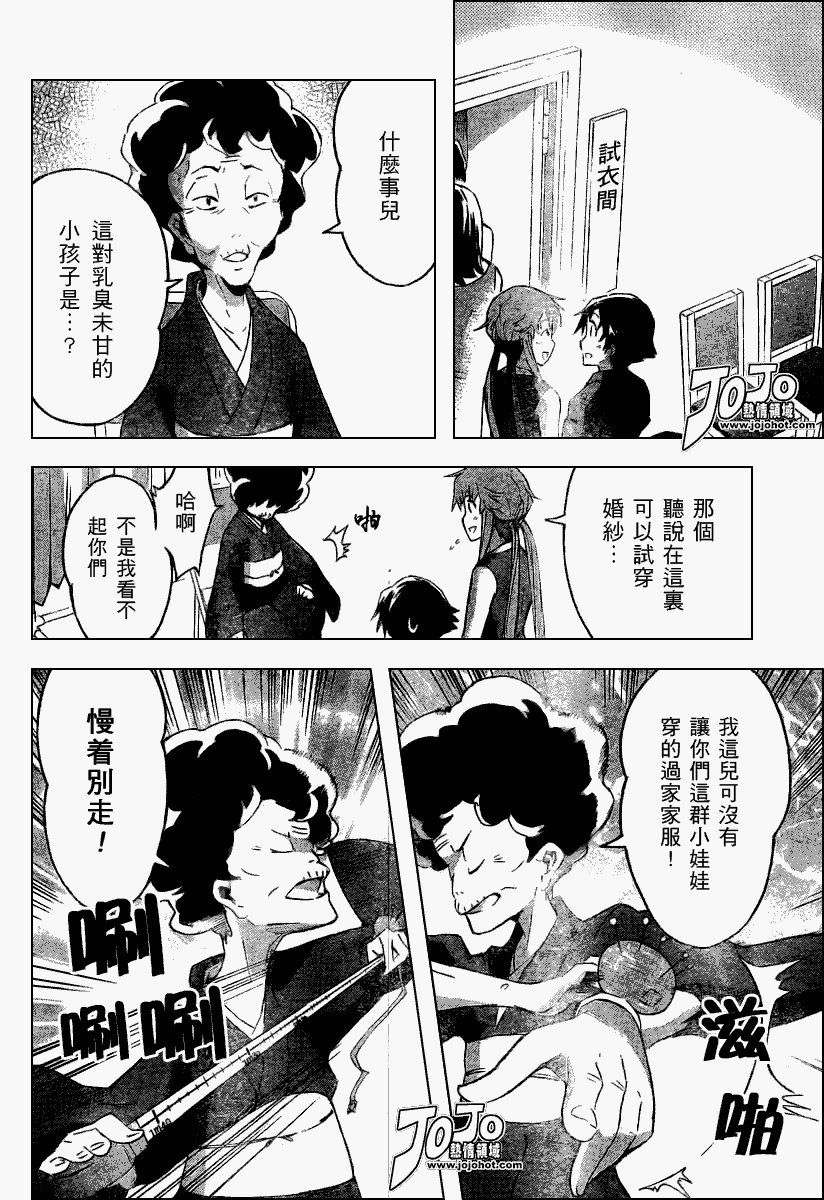 試衣間
JOJO
熱情領域
www.jojohot.com
什麼事兒
這對乳臭未甘的
小孩子是…？
那個
聽說在這裏
可以試穿
婚紗…
啪
哈啊
不是我看不
起你們
我這兒可沒有
讓你們這群小娃娃
穿的過家家服！
滋
啪
慢着別走！
唰
唰
唰
JOJO
熱情領域
www.jojohot.com